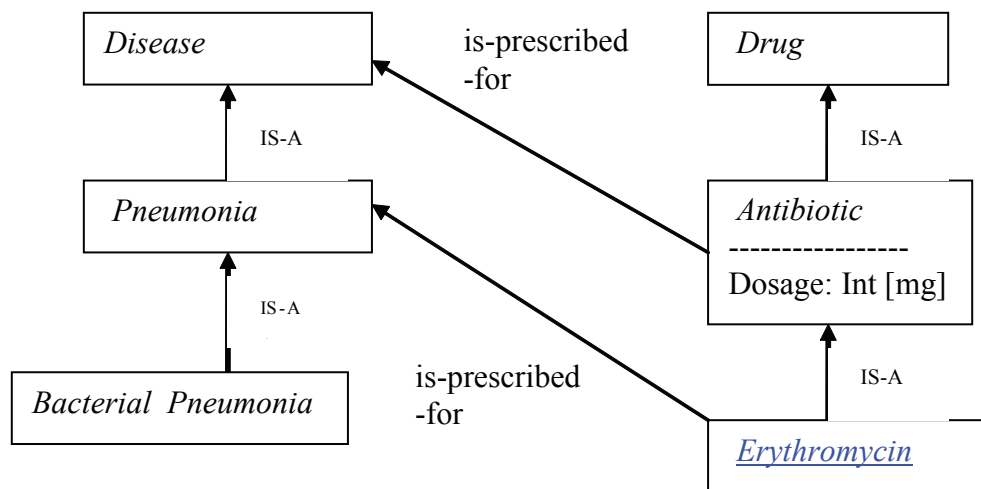 Disease
is-prescribed
-for
Drug
IS-A
IS-A
Pneumonia
Antibiotic
-----------------
Dosage: Int [mg]
IS-A
is-prescribed
-for
IS-A
Bacterial Pneumonia
Erythromycin